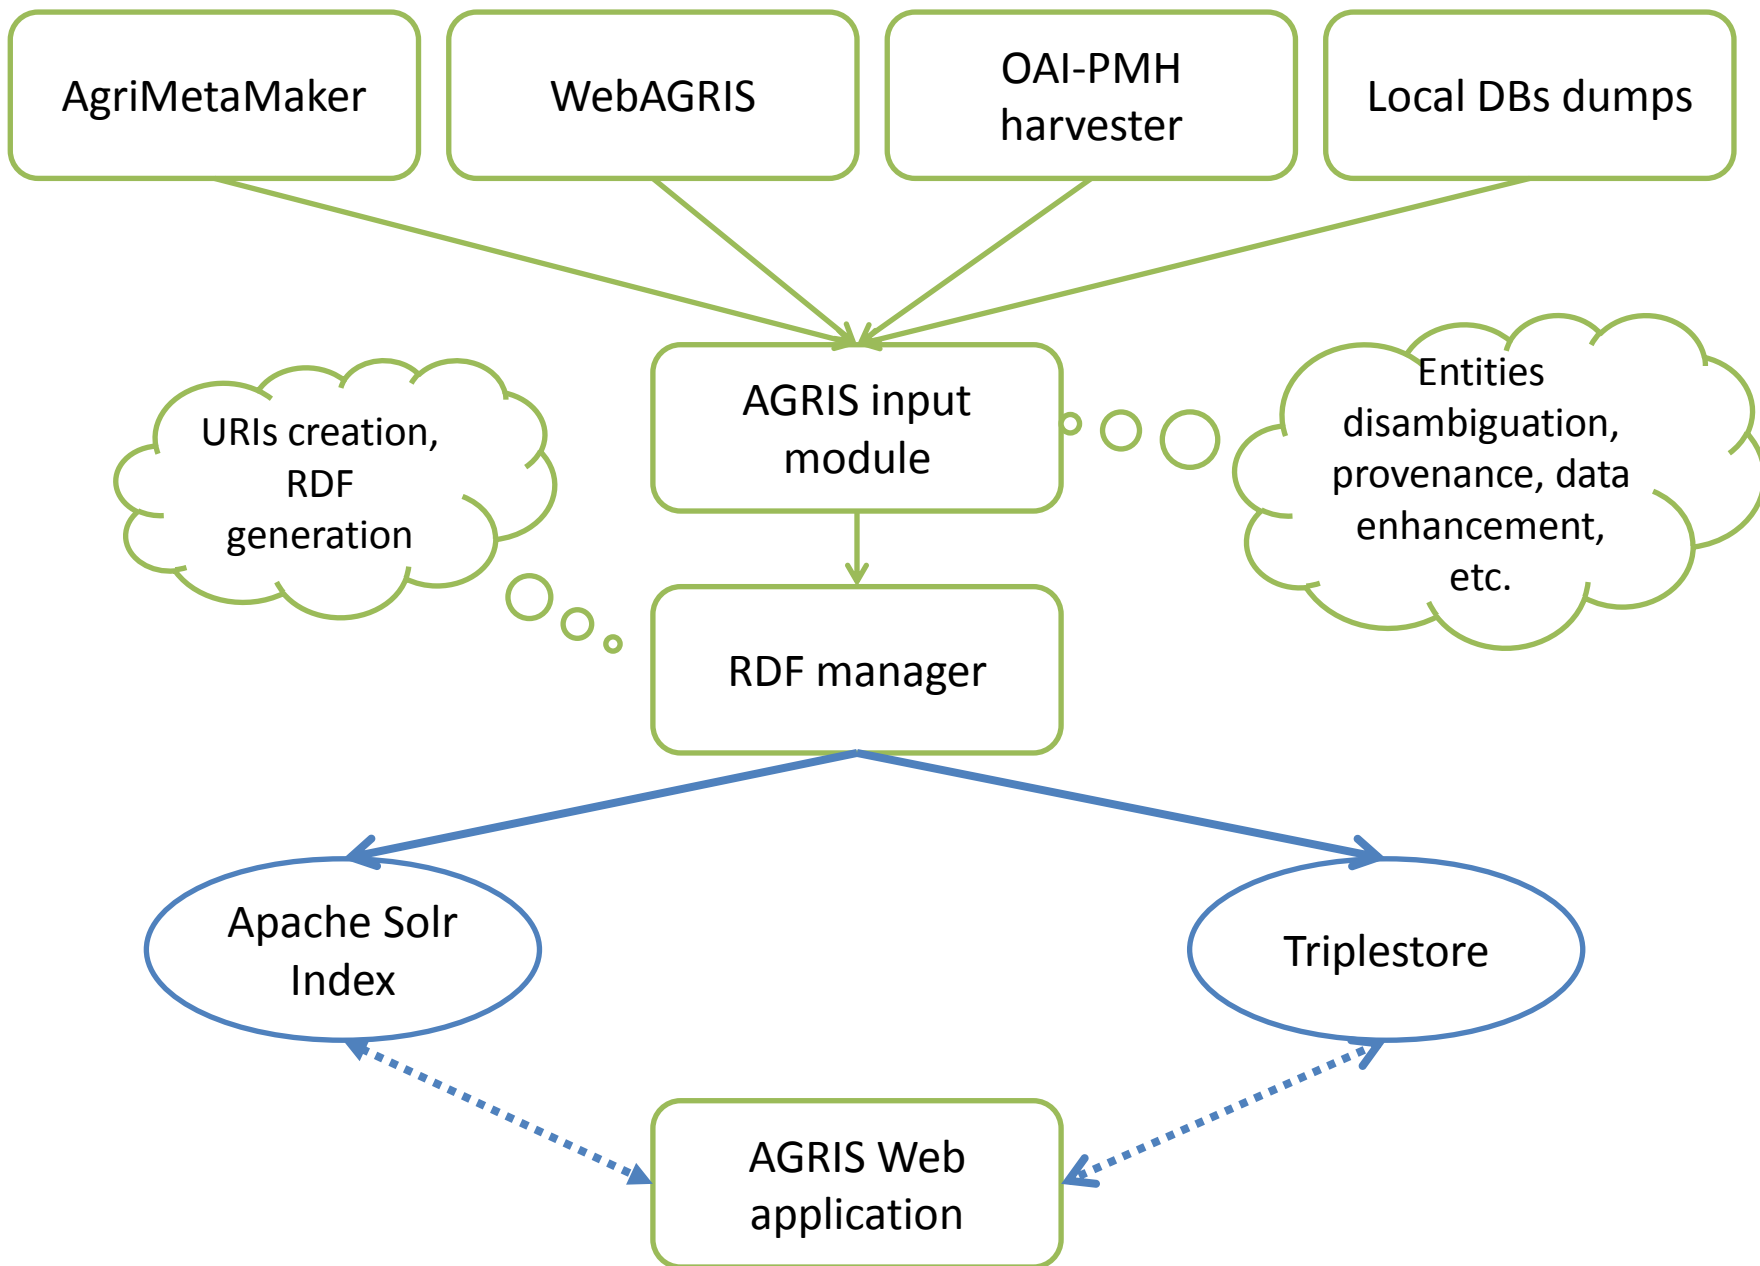 AgriMetaMaker
WebAGRIS
OAI-PMH
harvester
Local DBs dumps
AGRIS input
module
URIs creation,
RDF
generation
Entities
disambiguation,
provenance, data
enhancement,
etc.
RDF manager
Apache Solr
Index
Triplestore
AGRIS Web
application